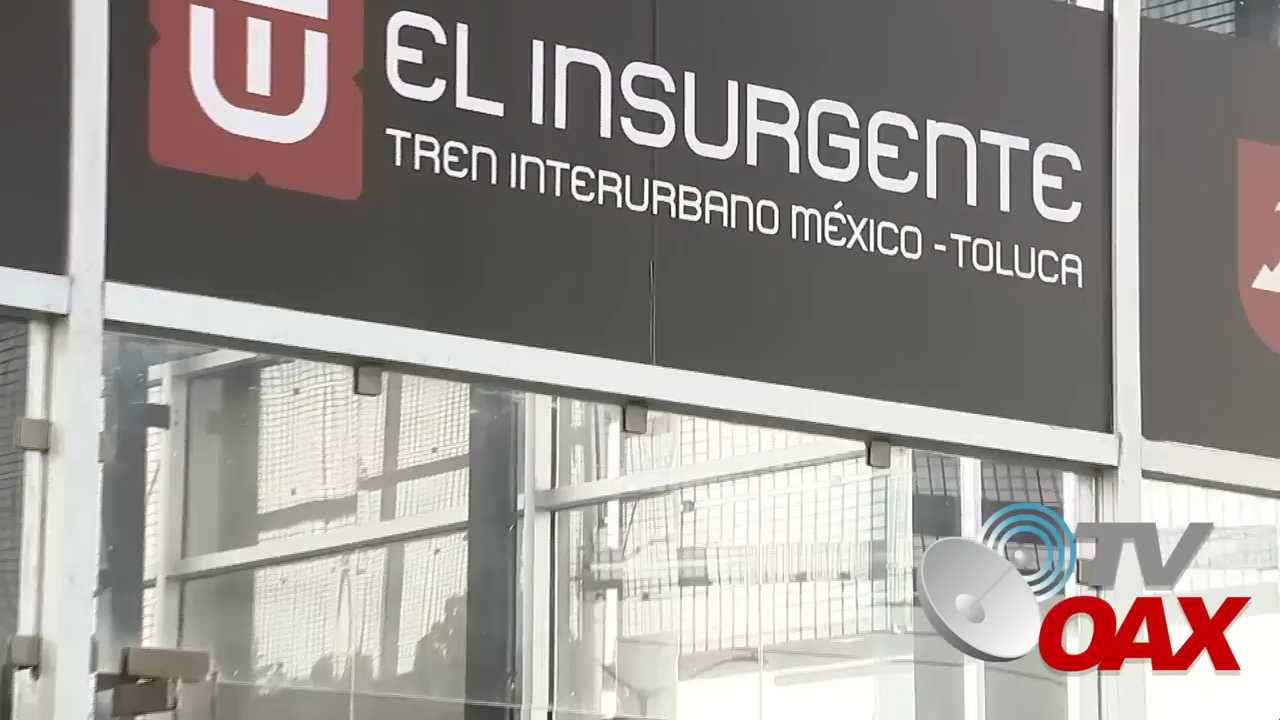 EL INSURGENTE
TREN INTERURBANO MÉXICO - TOLUCA
TV
OAX